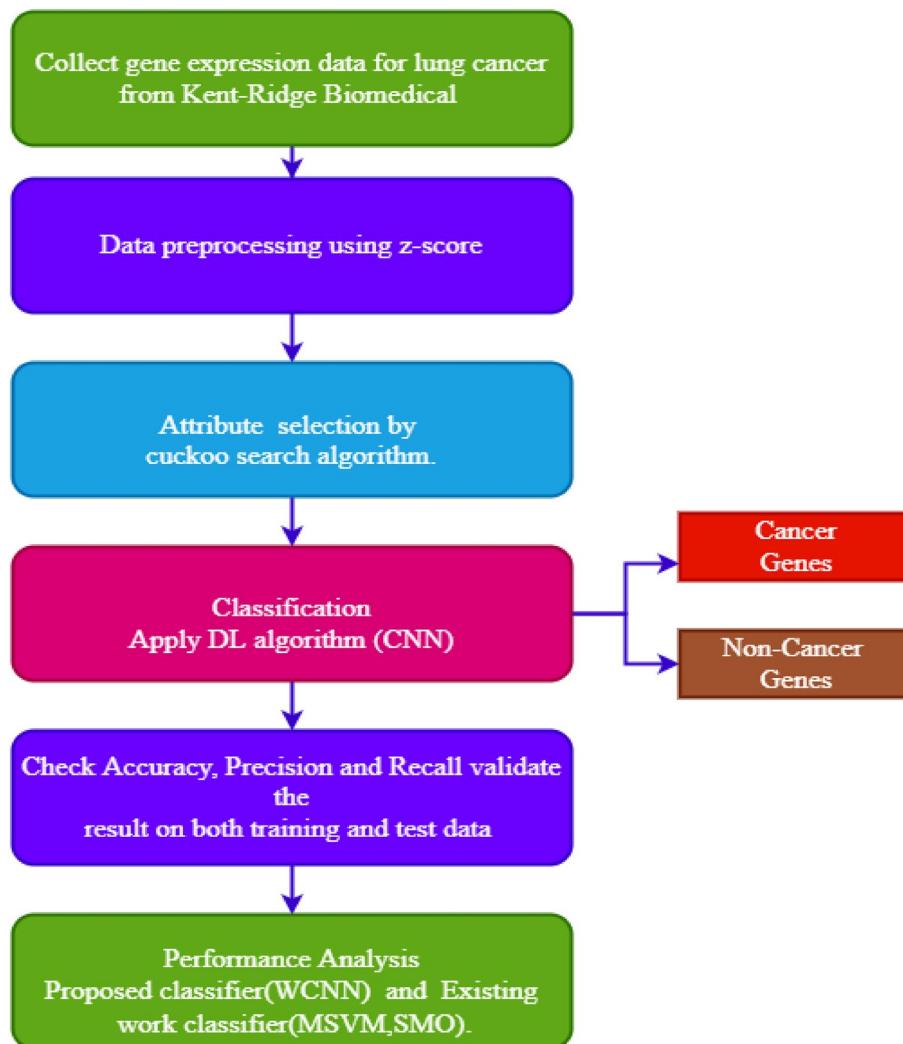 Collect gene expression data for lung cancer
from Kent-Ridge Biomedical
Data preprocessing using z-score
Attribute selection by
cuckoo search algorithm.
Classification
Apply DL algorithm (CNN)
Cancer
Genes
Non-Cancer
Genes
Check Accuracy, Precision and Recall validate
the
result on both training and test data
Performance Analysis
Proposed classifier(WCNN) and Existing
work classifier(MSVM,SMO).